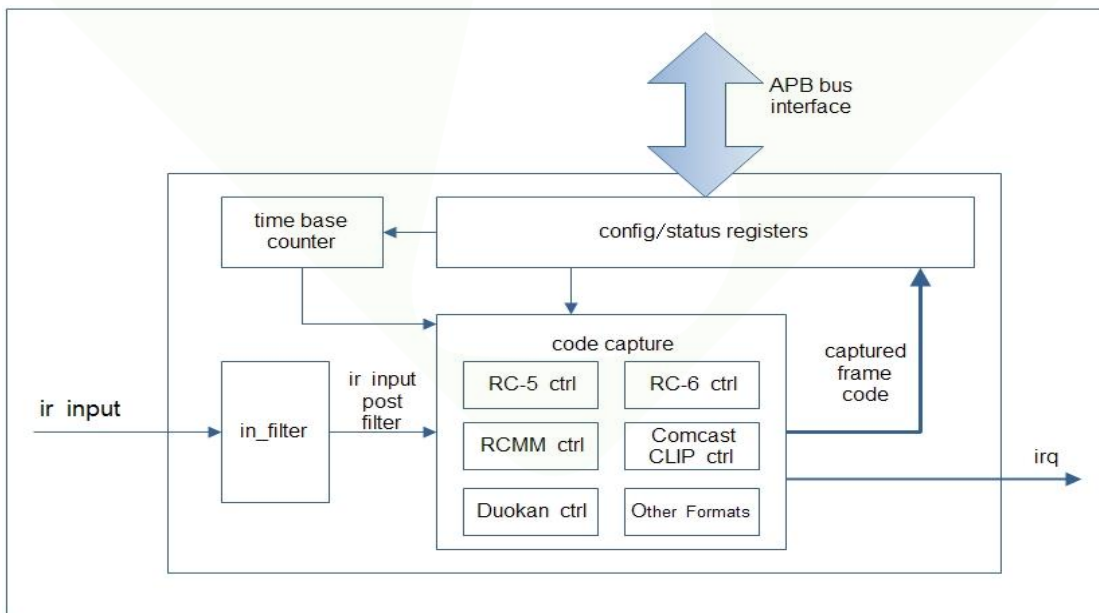 APB bus
interface
time base
counter
config/status registers
code capture
RC-5 ctrl
RC-6 ctrl
RCMM ctrl
Comcast
CLIP ctrl
Duokan ctrl
Other Formats
captured
frame
code
ir input
in_filter
ir input
post
filter
irq